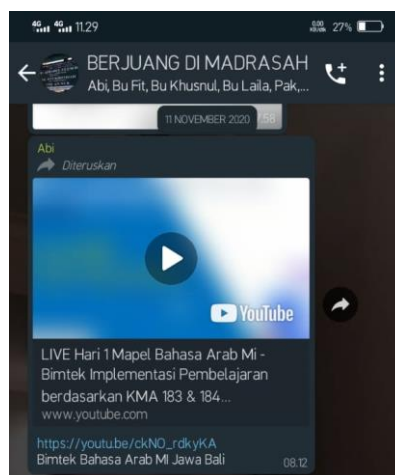 4G 4G 11.29 0,00 KB/det 27%
BERJUANG DI MADRASAH
Abi, Bu Fit, Bu Khusnul, Bu Laila, Pak,...
11 NOVEMBER 2020
Abi
Diteruskan
YouTube
LIVE Hari 1 Mapel Bahasa Arab Mi -
Bimtek Implementasi Pembelajaran
berdasarkan KMA 183 & 184...
www.youtube.com
https://youtu.be/ckNO_rdkyKA
Bimtek Bahasa Arab MI Jawa Bali 08.12